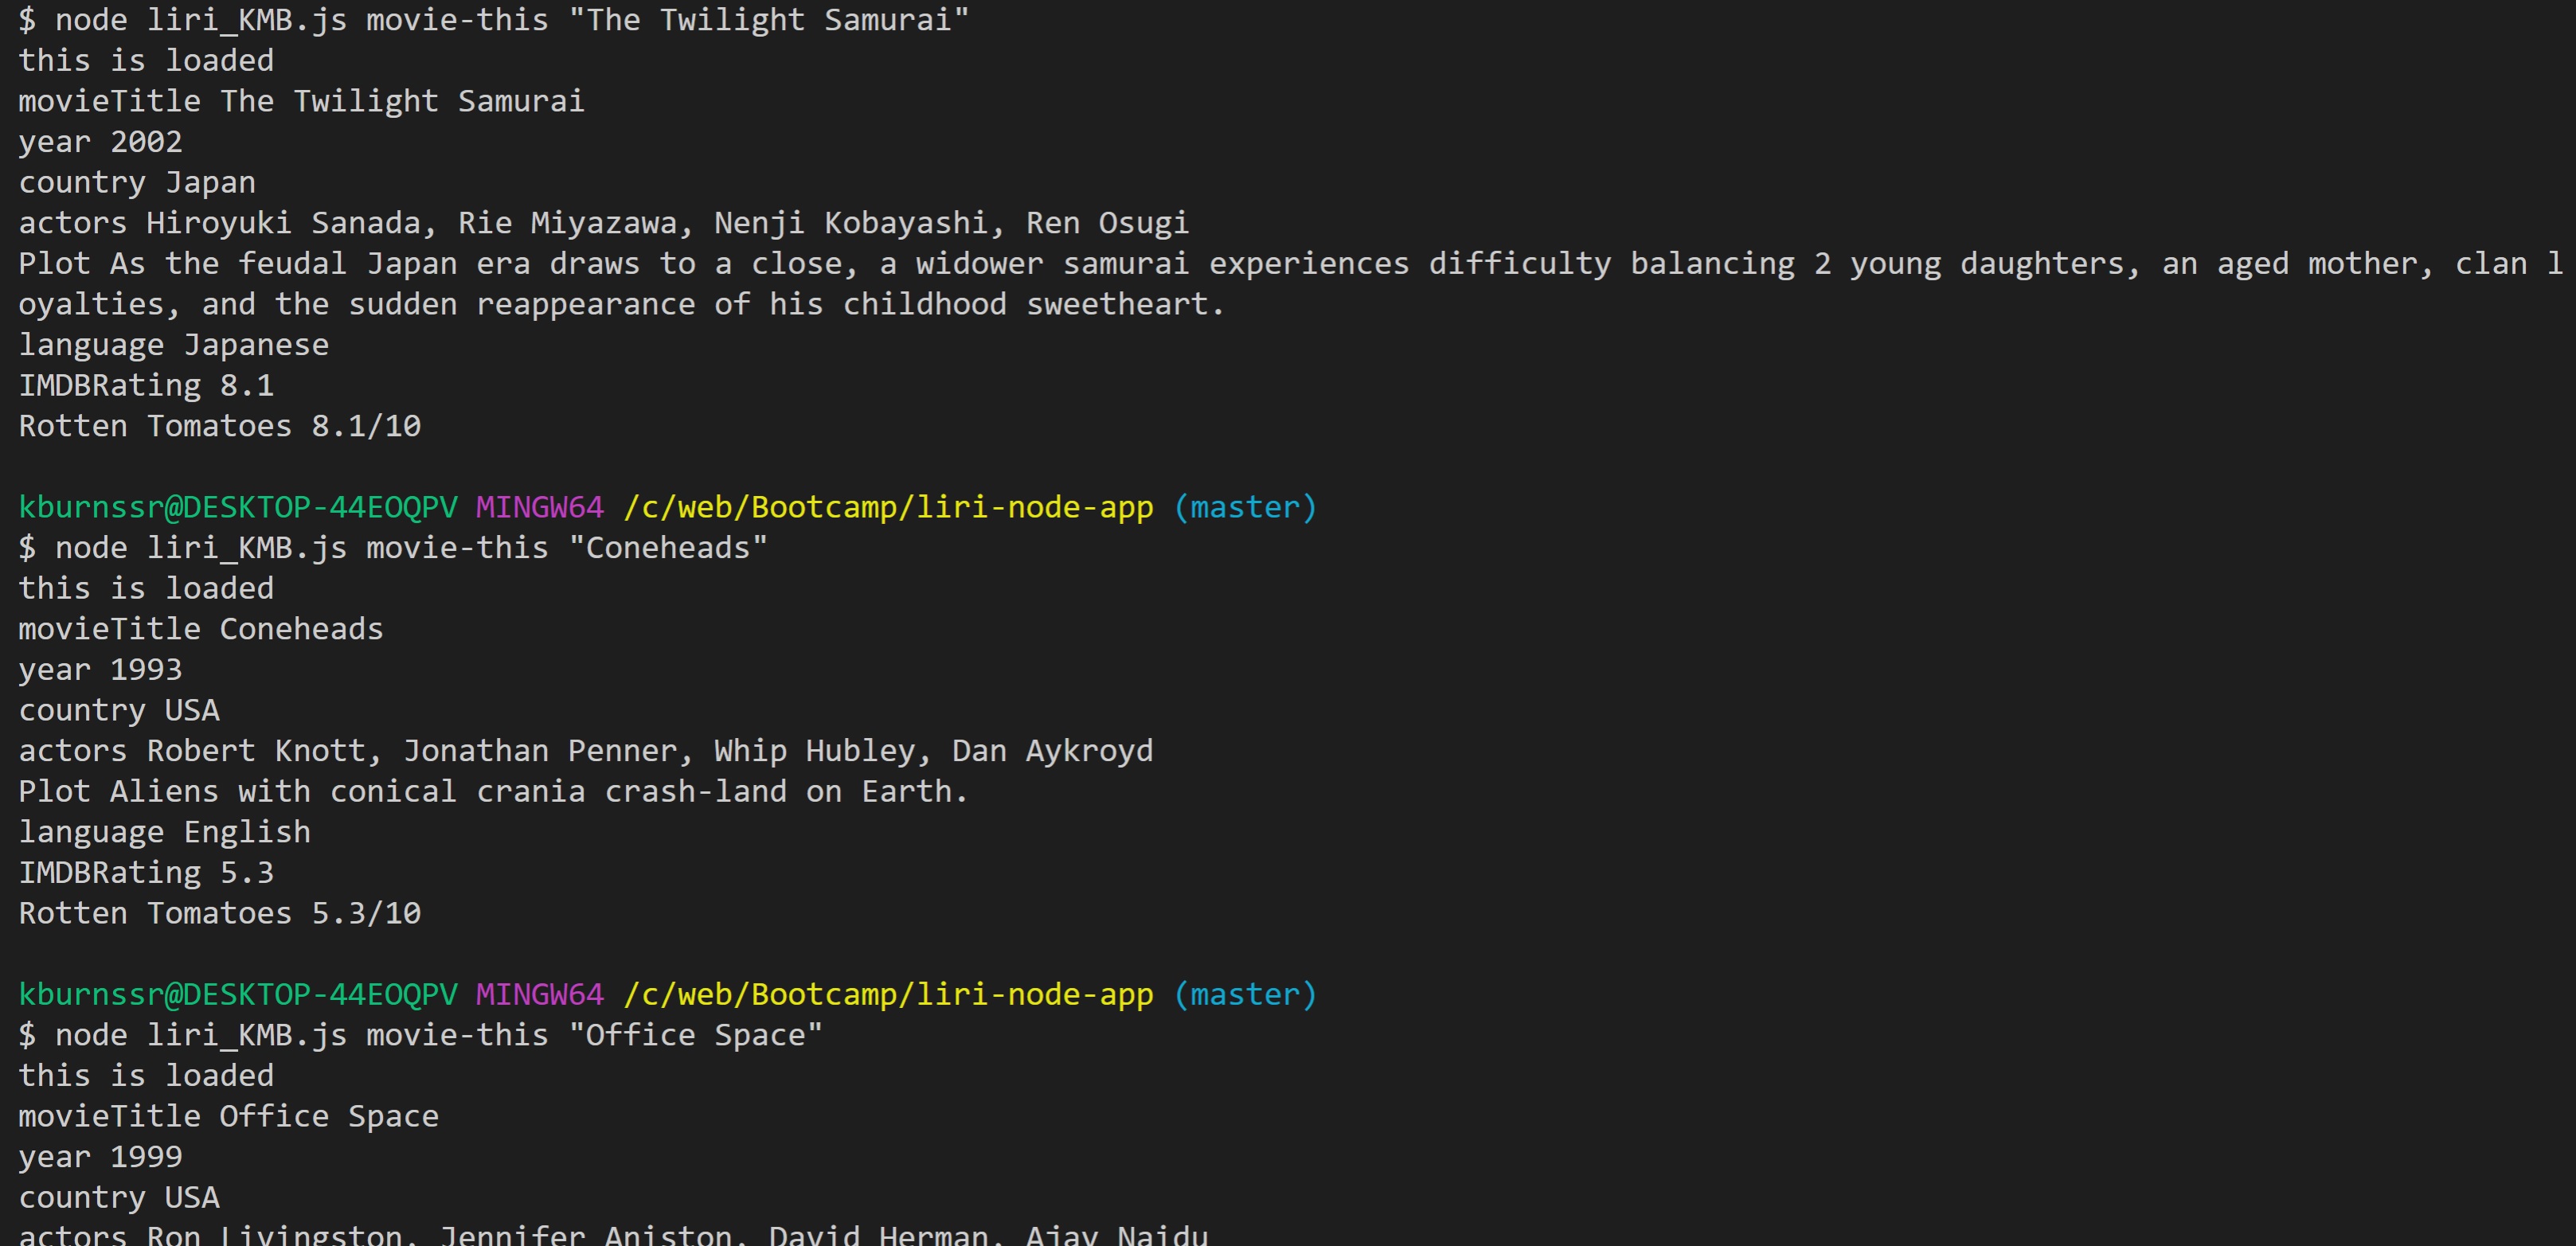 $ node liri_KMB.js movie-this "The Twilight Samurai"
this is loaded
movieTitle The Twilight Samurai
year 2002
country Japan
actors Hiroyuki Sanada, Rie Miyazawa, Nenji Kobayashi, Ren Osugi
Plot As the feudal Japan era draws to a close, a widower samurai experiences difficulty balancing 2 young daughters, an aged mother, clan l
oyalties, and the sudden reappearance of his childhood sweetheart.
language Japanese
IMDBRating 8.1
Rotten Tomatoes 8.1/10
kburnssr@DESKTOP-44EOQPV MINGW64 /c/web/Bootcamp/liri-node-app (master)
$ node liri_KMB.js movie-this "Coneheads"
this is loaded
movieTitle Coneheads
year 1993
country USA
actors Robert Knott, Jonathan Penner, Whip Hubley, Dan Aykroyd
Plot Aliens with conical crania crash-land on Earth.
language English
IMDBRating 5.3
Rotten Tomatoes 5.3/10
kburnssr@DESKTOP-44EOQPV MINGW64 /c/web/Bootcamp/liri-node-app (master)
$ node liri_KMB.js movie-this "Office Space"
this is loaded
movieTitle Office Space
year 1999
country USA
actors Ron Livingston, Jennifer Aniston, David Herman, Ajay Naidu